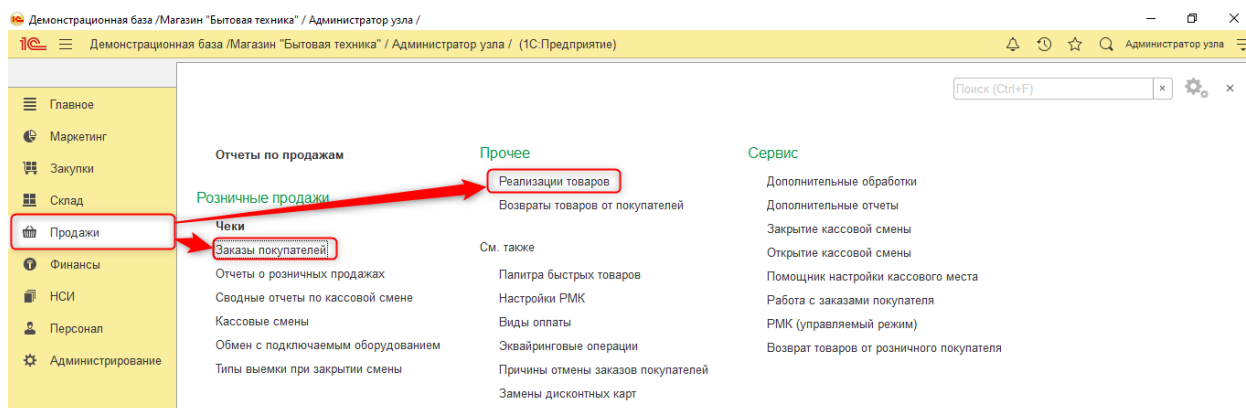 Демонстрационная база /Магазин "Бытовая техника" / Администратор узла /
Демонстрационная база /Магазин "Бытовая техника" / Администратор узла / (1С:Предприятие)
Администратор узла
Поиск (Ctrl+F)
Главное
Маркетинг
Закупки
Склад
Продажи
Финансы
НСИ
Персонал
Администрирование
Отчеты по продажам
Розничные продажи
Чеки
Заказы покупателей
Отчеты о розничных продажах
Сводные отчеты по кассовой смене
Кассовые смены
Обмен с подключаемым оборудованием
Типы выемки при закрытии смены
Прочее
Реализации товаров
Возвраты товаров от покупателей
См. также
Палитра быстрых товаров
Настройки РМК
Виды оплаты
Эквайринговые операции
Причины отмены заказов покупателей
Замены дисконтных карт
Сервис
Дополнительные обработки
Дополнительные отчеты
Закрытие кассовой смены
Открытие кассовой смены
Помощник настройки кассового места
Работа с заказами покупателя
РМК (управляемый режим)
Возврат товаров от розничного покупателя